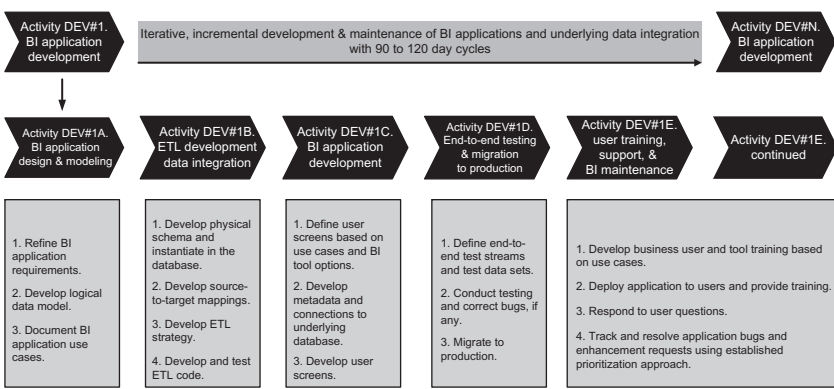 Activity DEV#1.
BI application
development
Iterative, incremental development & maintenance of BI applications and underlying data integration
with 90 to 120 day cycles
Activity DEV#N.
BI application
development
Activity DEV#1A.
BI application
design & modeling
Activity DEV#1B.
ETL development
data integration
Activity DEV#1C.
BI application
development
Activity DEV#1D.
End-to-end testing
& migration
to production
Activity DEV#1E.
user training,
support, &
BI maintenance
Activity DEV#1E.
continued
1. Refine BI
application
requirements.
2. Develop logical
data model.
3. Document BI
application use
cases.
1. Develop physical
schema and
instantiate in the
database.
2. Develop source-
to-target mappings.
3. Develop ETL
strategy.
4. Develop and test
ETL code.
1. Define user
screens based on
use cases and BI
tool options.
2. Develop
metadata and
connections to
underlying
database.
3. Develop user
screens.
1. Define end-to-
end test streams
and test data sets.
2. Conduct testing
and correct bugs, if
any.
3. Migrate to
production.
1. Develop business user and tool training based
on use cases.
2. Deploy application to users and provide training.
3. Respond to user questions.
4. Track and resolve application bugs and
enhancement requests using established
prioritization approach.